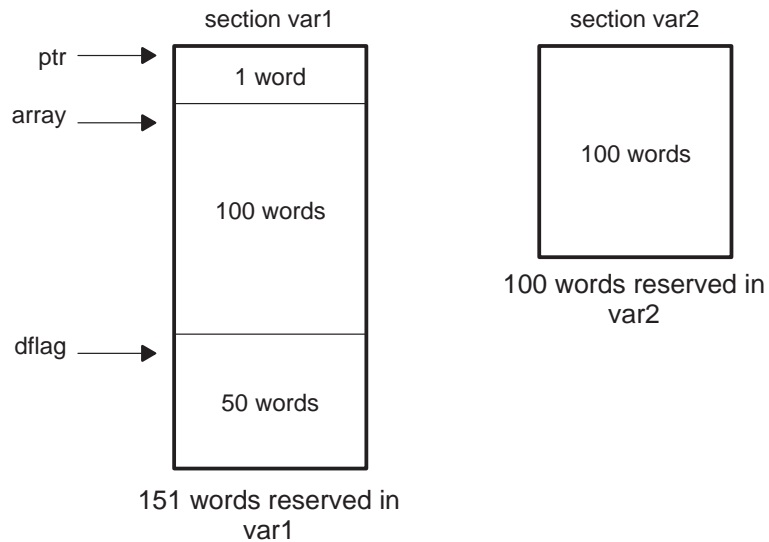 section var1
ptr
1 word
array
100 words
dflag
50 words
151 words reserved in
var1
section var2
100 words
100 words reserved in
var2